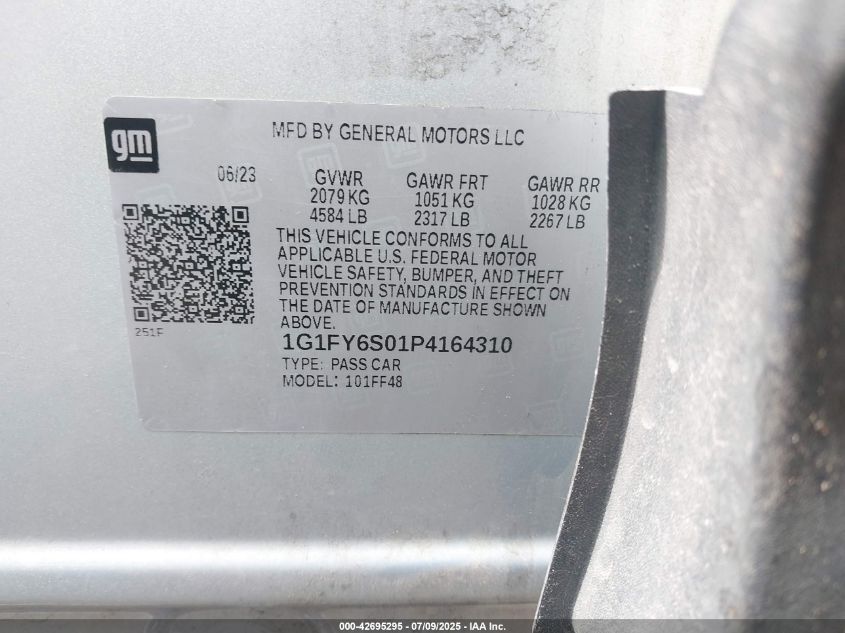 gm
MFD BY GENERAL MOTORS LLC
06/23
GVWR GAWR FRT GAWR RR
2079 KG 1051 KG 1028 KG
4584 LB 2317 LB 2267 LB
THIS VEHICLE CONFORMS TO ALL
APPLICABLE U.S. FEDERAL MOTOR
VEHICLE SAFETY, BUMPER, AND THEFT
PREVENTION STANDARDS IN EFFECT ON
THE DATE OF MANUFACTURE SHOWN
ABOVE.
251F
1G1FY6S01P4164310
TYPE: PASS CAR
MODEL: 101FF48
000-42695295 - 07/09/2025 - IAA Inc.